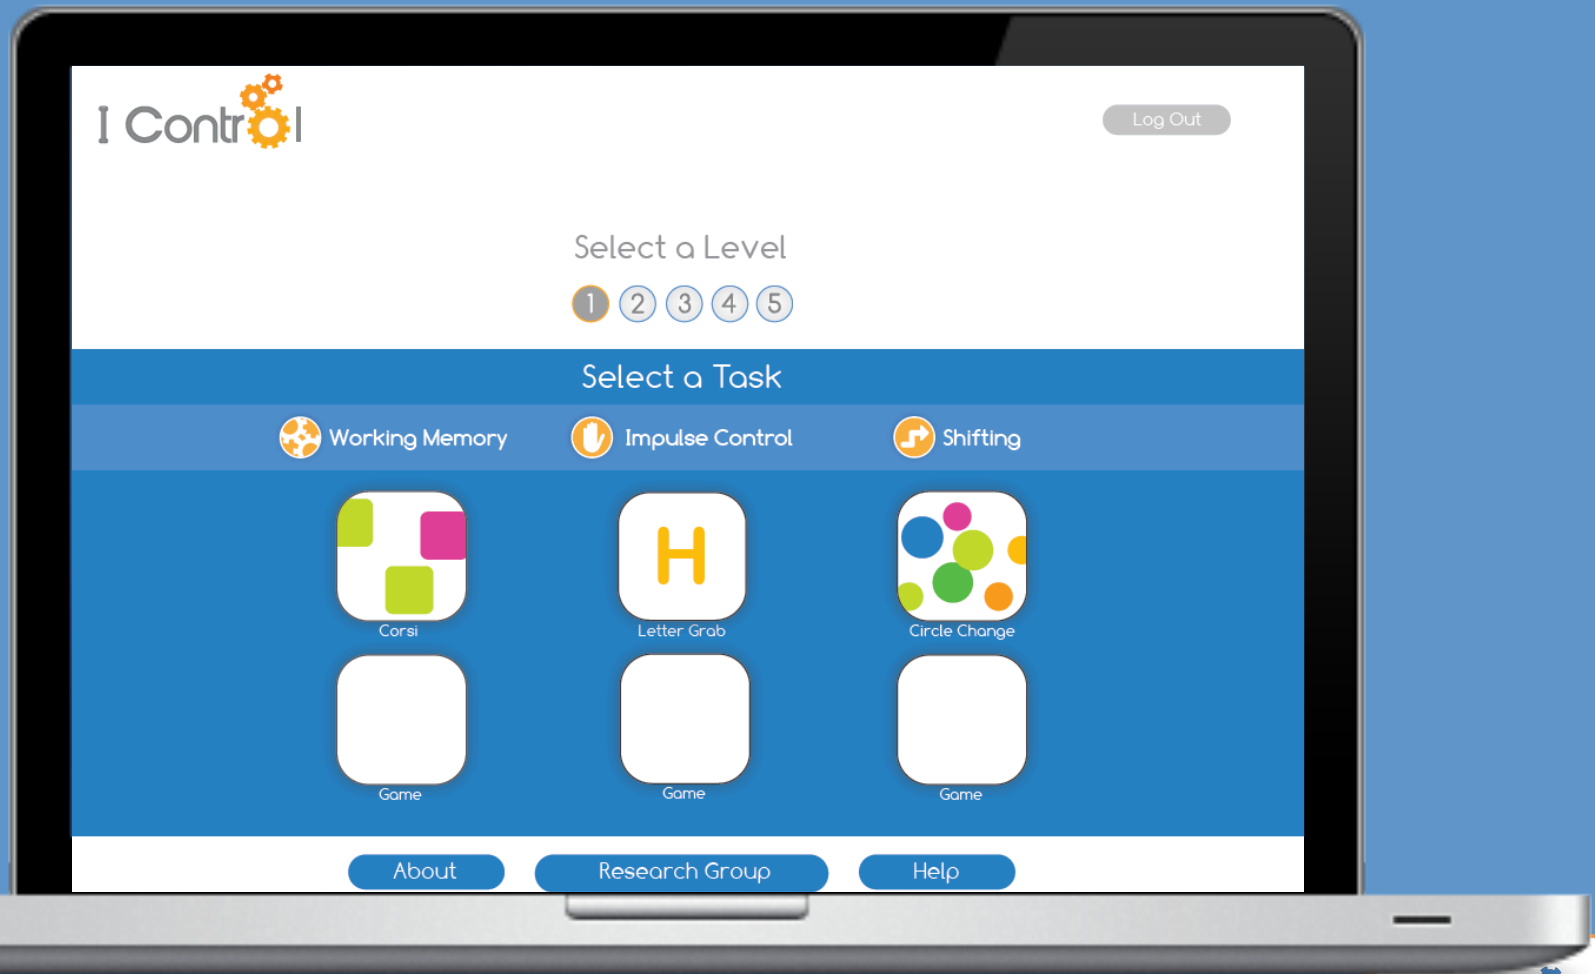 I Control
Log Out
Select a Level
1 2 3 4 5
Select a Task
Working Memory Impulse Control Shifting
H
Corsi Letter Grab Circle Change
Game Game Game
About Research Group Help